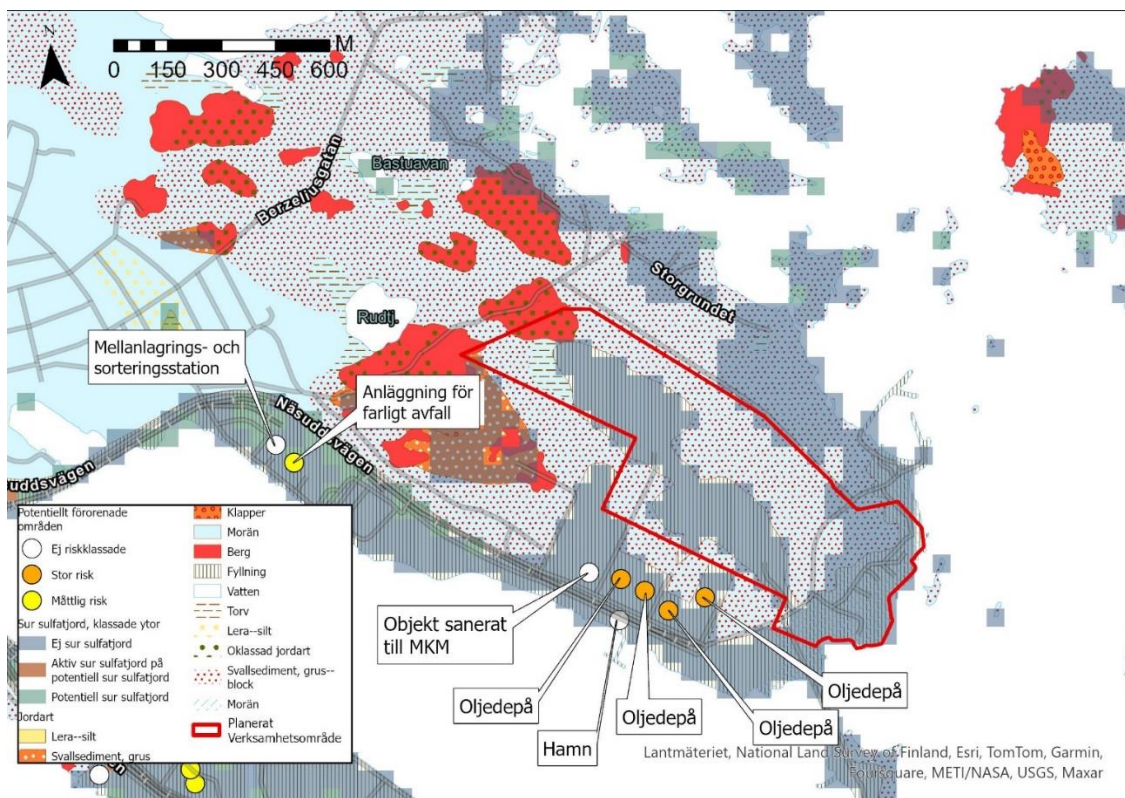 N
M
0 150 300 450 600
Bastuavan
Berzeliusgatan
Storgrundet
Rudtj.
Mellanlagrings- och
sorteringsstation
Anläggning för
farligt avfall
Näsuddsvägen
uddsvägen
Potentiellt förorenade
områden
Ej riskklassade
Stor risk
Måttlig risk
Sur sulfatjord, klassade ytor
Ej sur sulfatjord
Aktiv sur sulfatjord på
potentiell sur sulfatjord
Potentiell sur sulfatjord
Jordart
Lera--silt
Svallsediment, grus
Klapper
Morän
Berg
Fyllning
Vatten
Torv
Lera--silt
Oklassad jordart
Svallsediment, grus--
block
Morän
Planerat
Verksamhetsområde
Objekt sanerat
till MKM
Oljedepå
Hamn
Oljedepå
Oljedepå
Oljedepå
Lantmäteriet, National Land Survey of Finland, Esri, TomTom, Garmin,
Foursquare, METI/NASA, USGS, Maxar